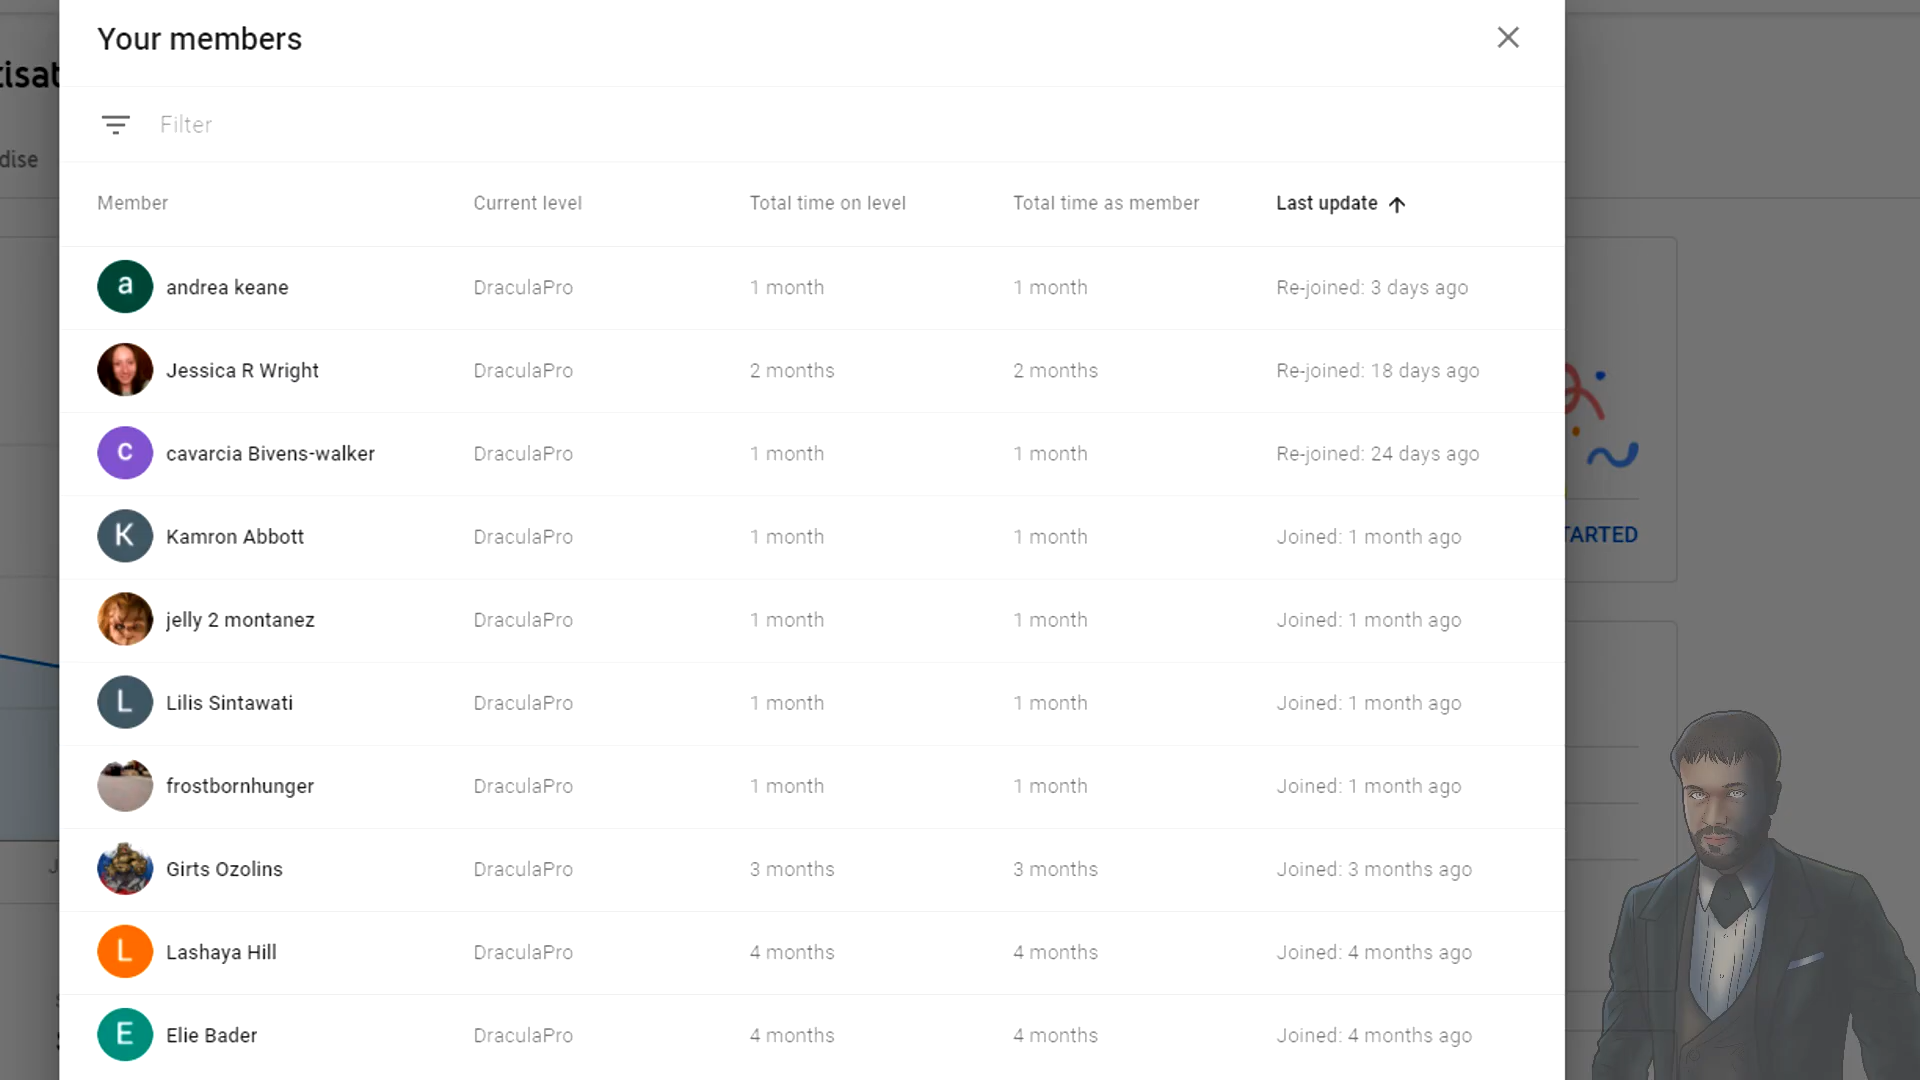 Your members
tisat
Filter
dise
Member Current level Total time on level Total time as member Last update
a andrea keane DraculaPro 1 month 1 month Re-joined: 3 days ago
Jessica R Wright DraculaPro 2 months 2 months Re-joined: 18 days ago
c cavarcia Bivens-walker DraculaPro 1 month 1 month Re-joined: 24 days ago
K Kamron Abbott DraculaPro 1 month 1 month Joined: 1 month ago
TARTED
jelly 2 montanez DraculaPro 1 month 1 month Joined: 1 month ago
L Lilis Sintawati DraculaPro 1 month 1 month Joined: 1 month ago
frostbornhunger DraculaPro 1 month 1 month Joined: 1 month ago
Girts Ozolins DraculaPro 3 months 3 months Joined: 3 months ago
J
L Lashaya Hill DraculaPro 4 months 4 months Joined: 4 months ago
E Elie Bader DraculaPro 4 months 4 months Joined: 4 months ago